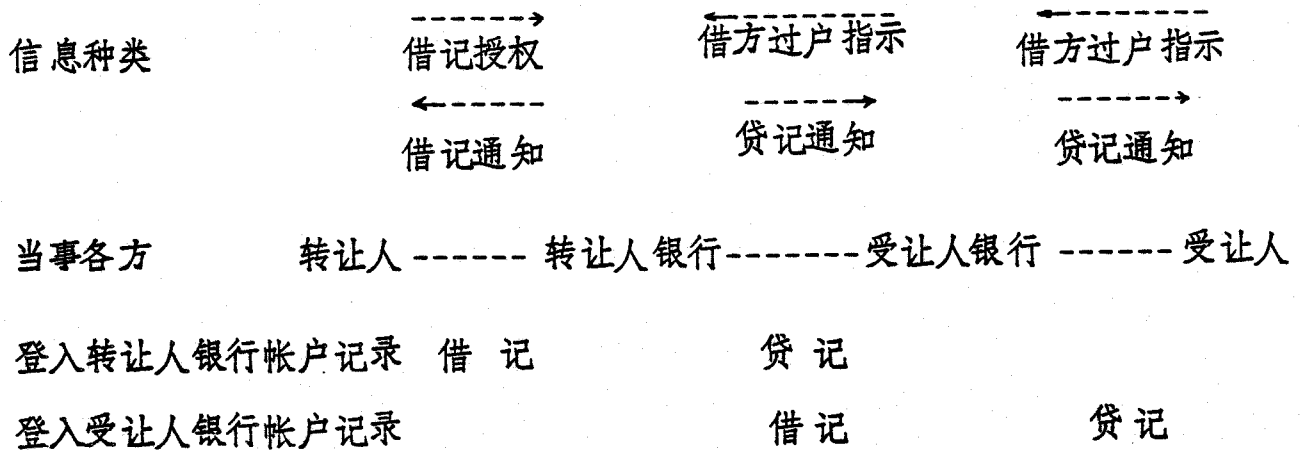 信息种类 借记授权 借方过户指示 借方过户指示
借记通知 贷记通知 贷记通知
当事各方 转让人 ------ 转让人银行 ------- 受让人银行 ------ 受让人
登入转让人银行帐户记录 借 记 贷 记
登入受让人银行帐户记录 借 记 贷 记